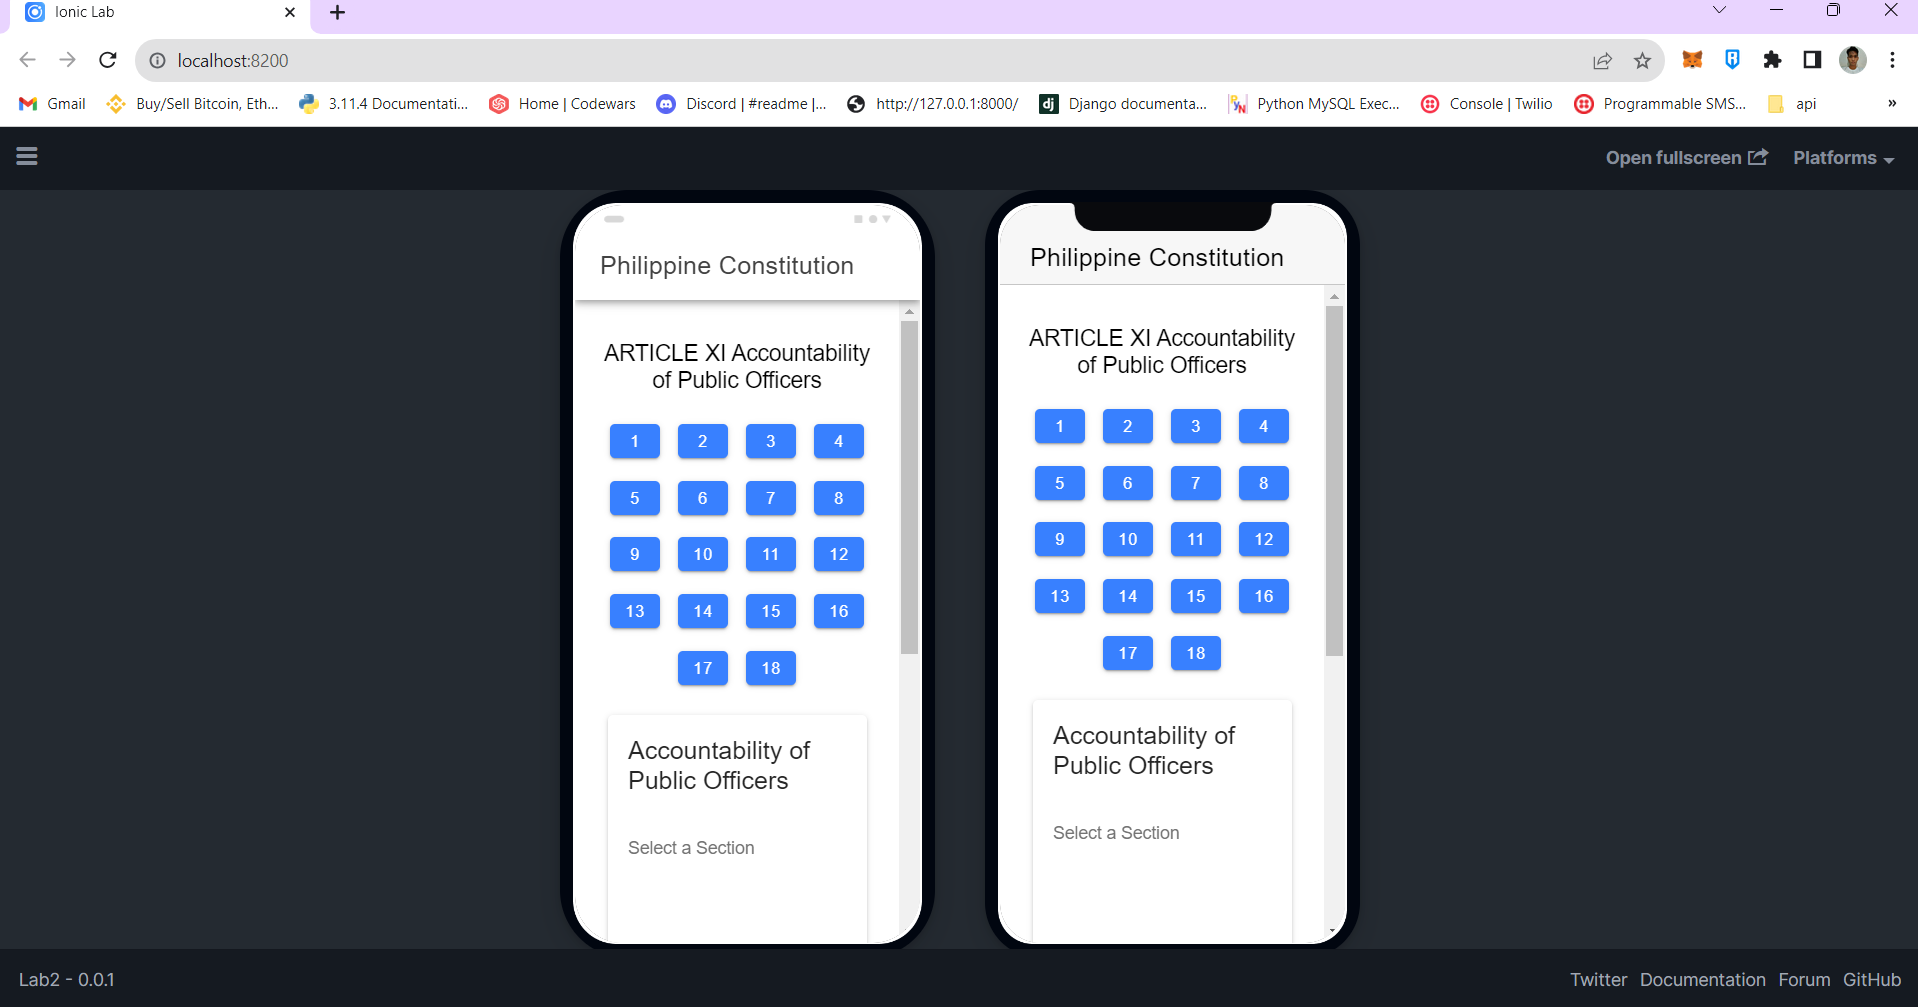 Ionic Lab
localhost:8200
Gmail Buy/Sell Bitcoin, Eth... 3.11.4 Documentati... Home | Codewars Discord | #readme |... http://127.0.0.1:8000/ dj Django documenta... Python MySQL Exec... Console | Twilio Programmable SMS... api »
Open fullscreen Platforms
Philippine Constitution
ARTICLE XI Accountability
of Public Officers
1 2 3 4
5 6 7 8
9 10 11 12
13 14 15 16
17 18
Accountability of
Public Officers
Select a Section
Philippine Constitution
ARTICLE XI Accountability
of Public Officers
1 2 3 4
5 6 7 8
9 10 11 12
13 14 15 16
17 18
Accountability of
Public Officers
Select a Section
Lab2 - 0.0.1
Twitter Documentation Forum GitHub